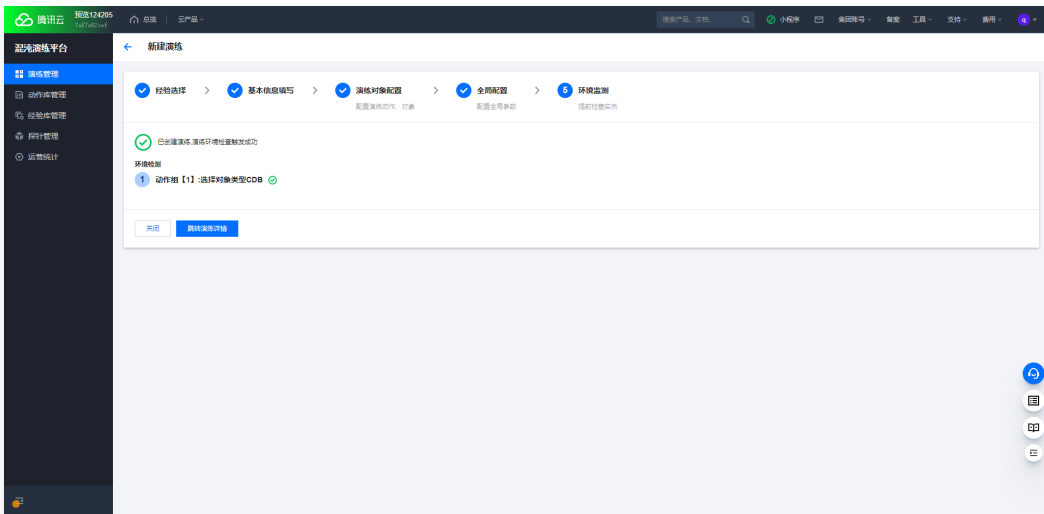 腾讯云
预览124205
总览
云产品
搜索产品、文档...
小程序
集团账号
备案
工具
支持
费用
q
混沌演练平台
新建演练
演练管理
动作库管理
经验库管理
探针管理
运营统计
经验选择
基本信息填写
演练对象配置
配置演练动作、对象
全局配置
配置全局参数
5
环境监测
提前检查实例
已创建演练,演练环境检查触发成功
环境检测
1 动作组【1】:选择对象类型CDB
关闭
跳转演练详情